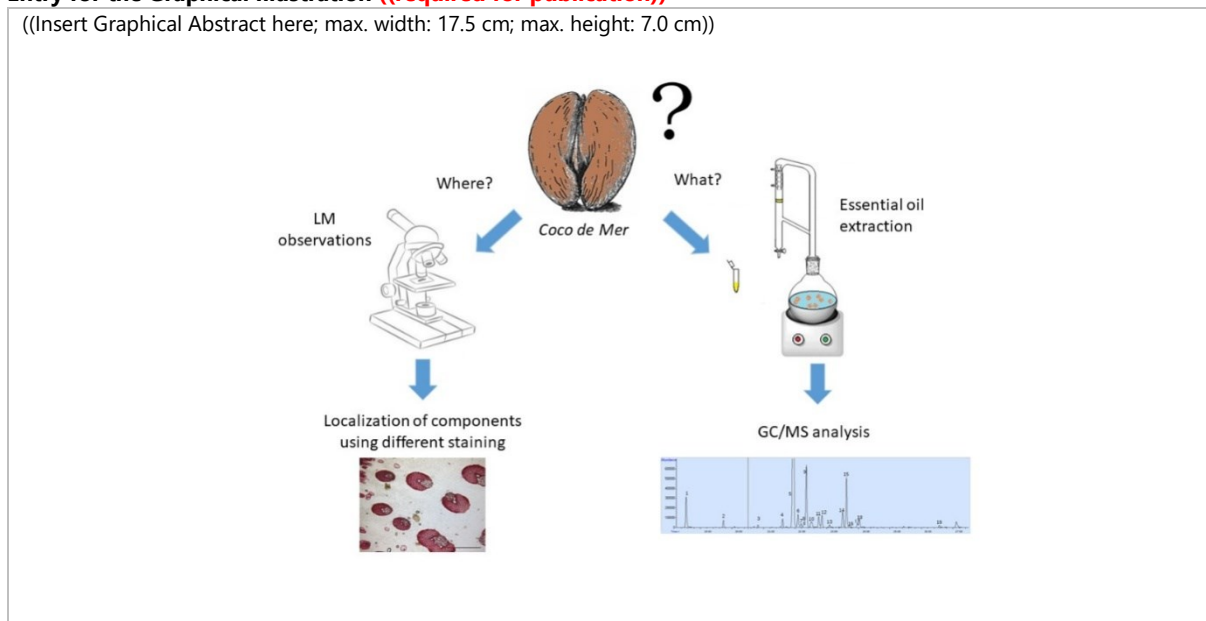 Entry for the Graphical Illustration ((required for publication))
((Insert Graphical Abstract here; max. width: 17.5 cm; max. height: 7.0 cm))
?
Where?
What?
LM
observations
Coco de Mer
Essential oil
extraction
Localization of components
using different staining
GC/MS analysis